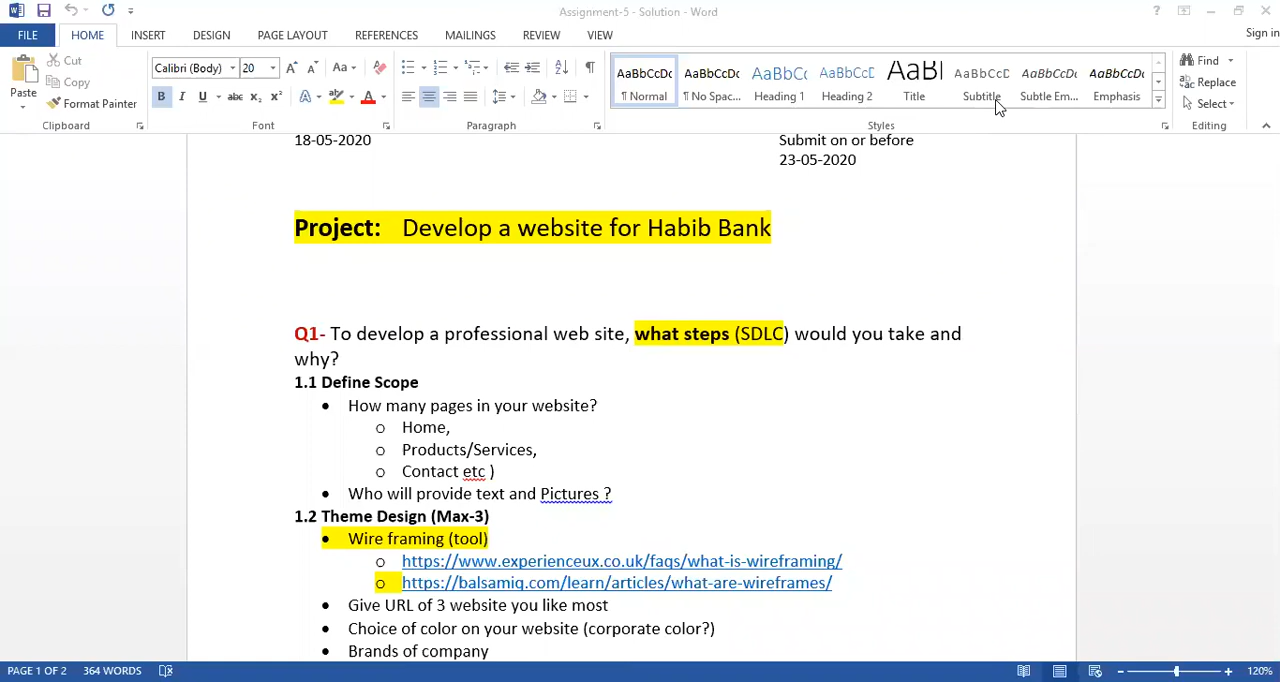 Assignment-5 - Solution - Word
?
FILE HOME INSERT DESIGN PAGE LAYOUT REFERENCES MAILINGS REVIEW VIEW Sign in
Paste Cut Copy Format Painter Clipboard
Calibri (Body) 20 Aa B I U abc x₂ x² A A Font
Paragraph
AaBbCcDc AaBbCcDc AaBbCc AaBbCcE AaBI AaBbCcD AaBbCcDc AaBbCcDc
¶ Normal ¶ No Spac... Heading 1 Heading 2 Title Subtitle Subtle Em... Emphasis
Styles
Find Replace Select Editing
18-05-2020 Submit on or before
23-05-2020
Project: Develop a website for Habib Bank
Q1- To develop a professional web site, what steps (SDLC) would you take and
why?
1.1 Define Scope
• How many pages in your website?
o Home,
o Products/Services,
o Contact etc )
• Who will provide text and Pictures ?
1.2 Theme Design (Max-3)
• Wire framing (tool)
o https://www.experienceux.co.uk/faqs/what-is-wireframing/
o https://balsamiq.com/learn/articles/what-are-wireframes/
• Give URL of 3 website you like most
• Choice of color on your website (corporate color?)
• Brands of company
PAGE 1 OF 2 364 WORDS 120%